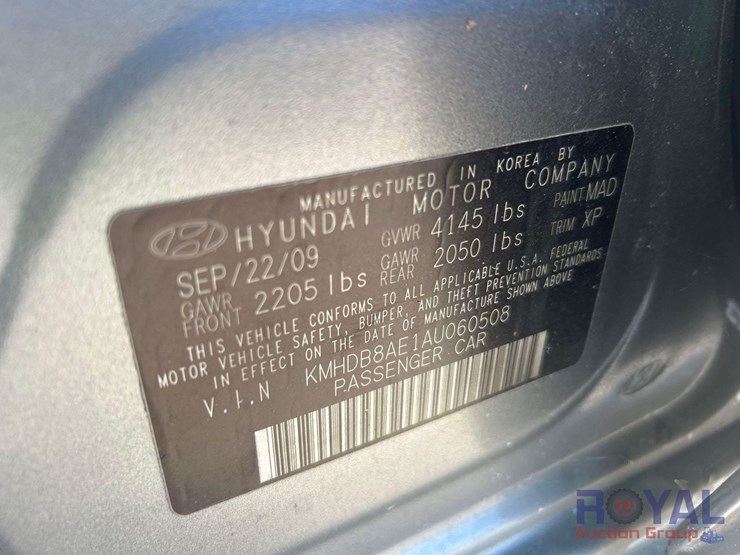 MANUFACTURED IN KOREA BY
HYUNDAI MOTOR COMPANY
SEP/22/09 GVWR 4145 lbs PAINT MAD
GAWR FRONT 2205 lbs GAWR REAR 2050 lbs TRIM XP
THIS VEHICLE CONFORMS TO ALL APPLICABLE U.S.A. FEDERAL
MOTOR VEHICLE SAFETY, BUMPER, AND THEFT PREVENTION STANDARDS
IN EFFECT ON THE DATE OF MANUFACTURE SHOWN ABOVE
V.I.N KMHDB8AE1AU060508
PASSENGER CAR
ROYAL
Auction Group